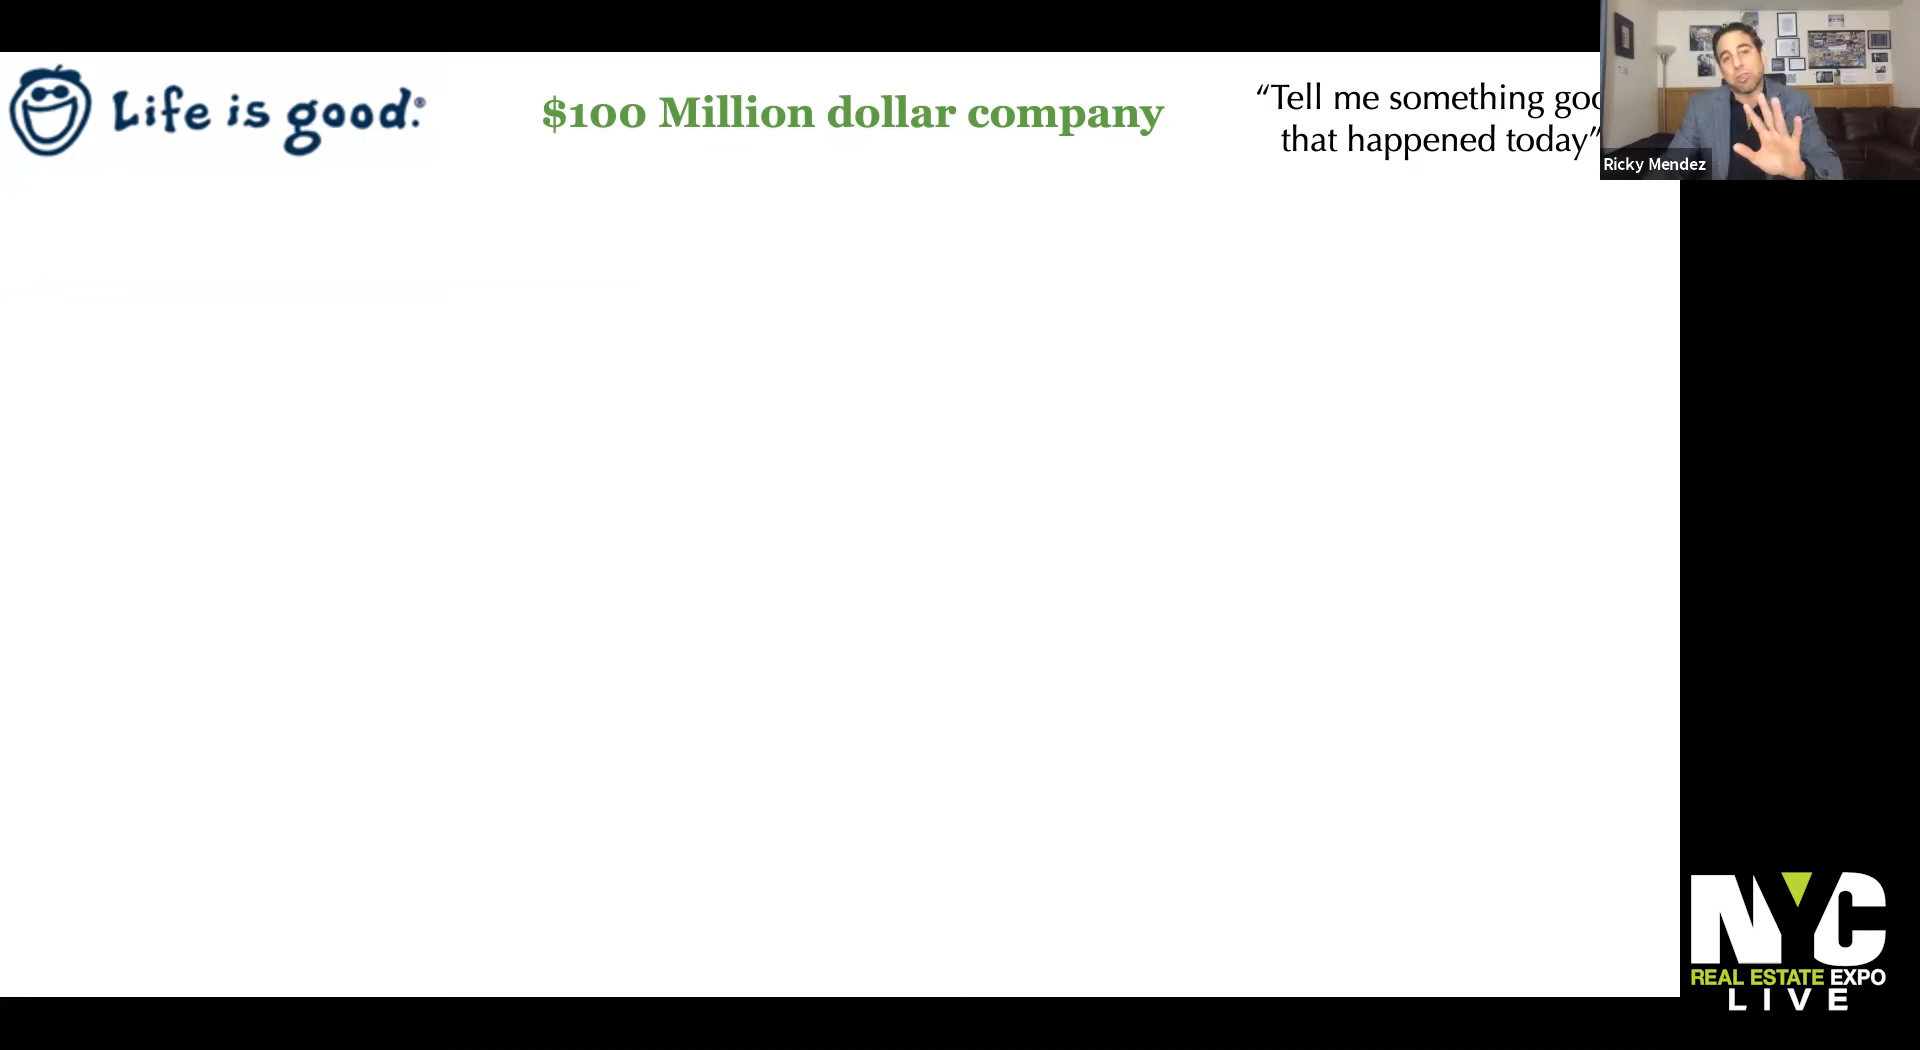 Life is good.®
$100 Million dollar company
“Tell me something
that happened today”
Ricky Mendez
NYC
REAL ESTATE EXPO
LIVE